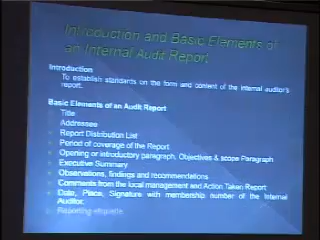 Introduction and Basic Elements of
an Internal Audit Report
Introduction
To establish standards on the form and content of the internal auditor's
report.
Basic Elements of an Audit Report
Title
Addressee
Report Distribution List
Period of coverage of the Report
Opening or introductory paragraph, Objectives & scope Paragraph
Executive Summary
Observations, findings and recommendations
Comments from the local management and Action Taken Report
Date, Place, Signature with membership number of the Internal
Auditor.
Reporting etiquette